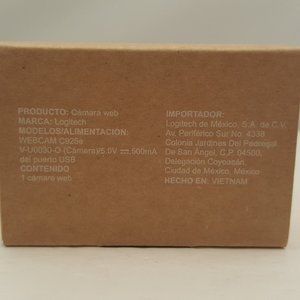 PRODUCTO: Cámara web
MARCA: Logitech
MODELOS/ALIMENTACIÓN:
WEBCAM C925e
V-U0030-O (Cámara)/5.0V ⎓ 500mA
del puerto USB
CONTENIDO
1 cámara web
IMPORTADOR:
Logitech de México, S.A. de C.V.
Av. Periférico Sur No. 4338
Colonia Jardines Del Pedregal
De San Ángel, C.P. 04500,
Delegación Coyoacán,
Ciudad de México, México
HECHO EN: VIETNAM